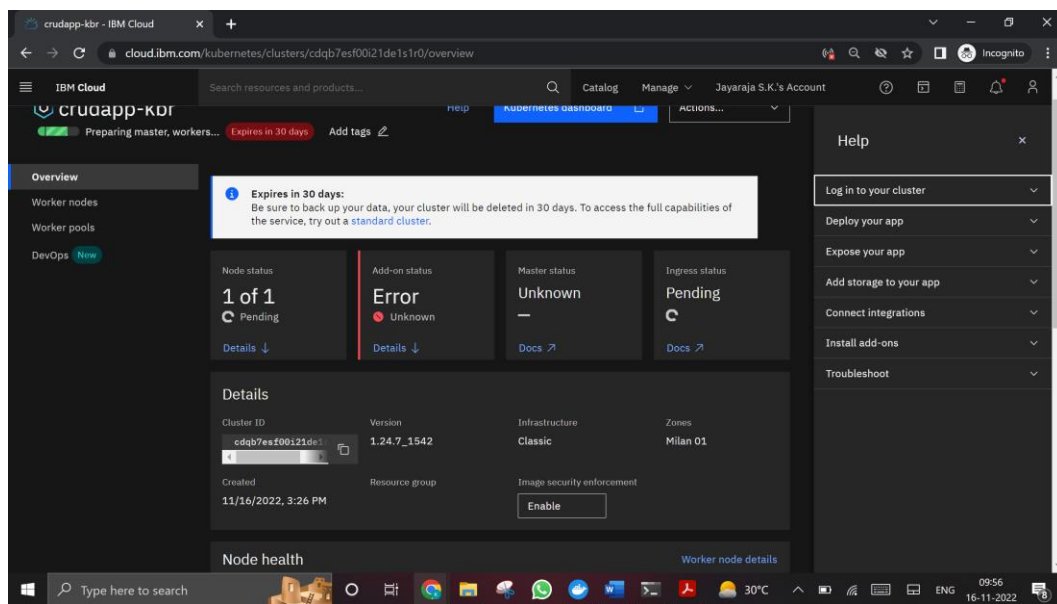 crudapp-kbr - IBM Cloud
cloud.ibm.com/kubernetes/clusters/cdqb7esf00i21de1s1r0/overview
Incognito
IBM Cloud
Search resources and products...
Catalog
Manage
Jayaraja S.K.'s Account
crudapp-kbr
Help
Kubernetes dashboard
Actions...
Preparing master, workers...
Expires in 30 days
Add tags
Overview
Worker nodes
Worker pools
DevOps New
Expires in 30 days:
Be sure to back up your data, your cluster will be deleted in 30 days. To access the full capabilities of
the service, try out a standard cluster.
Node status
1 of 1
Pending
Details
Add-on status
Error
Unknown
Details
Master status
Unknown
Docs
Ingress status
Pending
Docs
Details
Cluster ID
cdqb7esf00i21de1
Version
1.24.7_1542
Infrastructure
Classic
Zones
Milan 01
Created
11/16/2022, 3:26 PM
Resource group
Image security enforcement
Enable
Node health
Worker node details
Help
Log in to your cluster
Deploy your app
Expose your app
Add storage to your app
Connect integrations
Install add-ons
Troubleshoot
Type here to search
30°C
ENG
09:56
16-11-2022